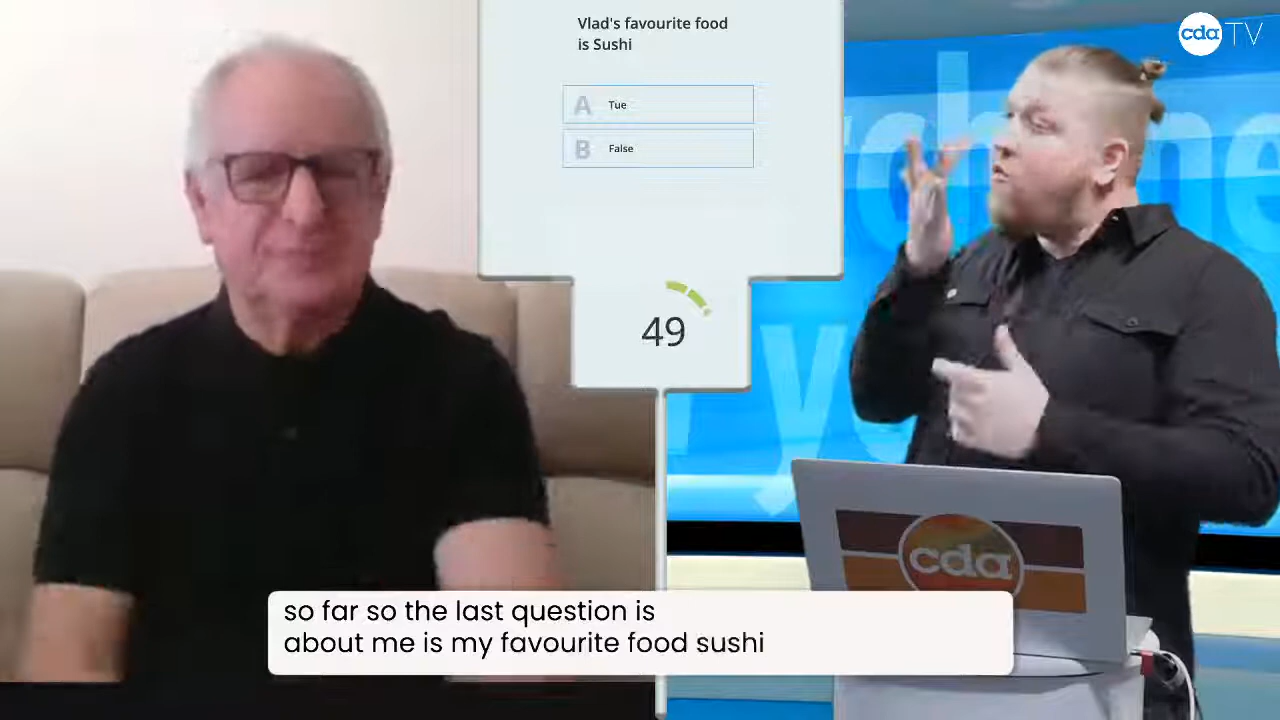 Vlad's favourite food
is Sushi
A Tue
B False
49
cda TV
cda
so far so the last question is
about me is my favourite food sushi